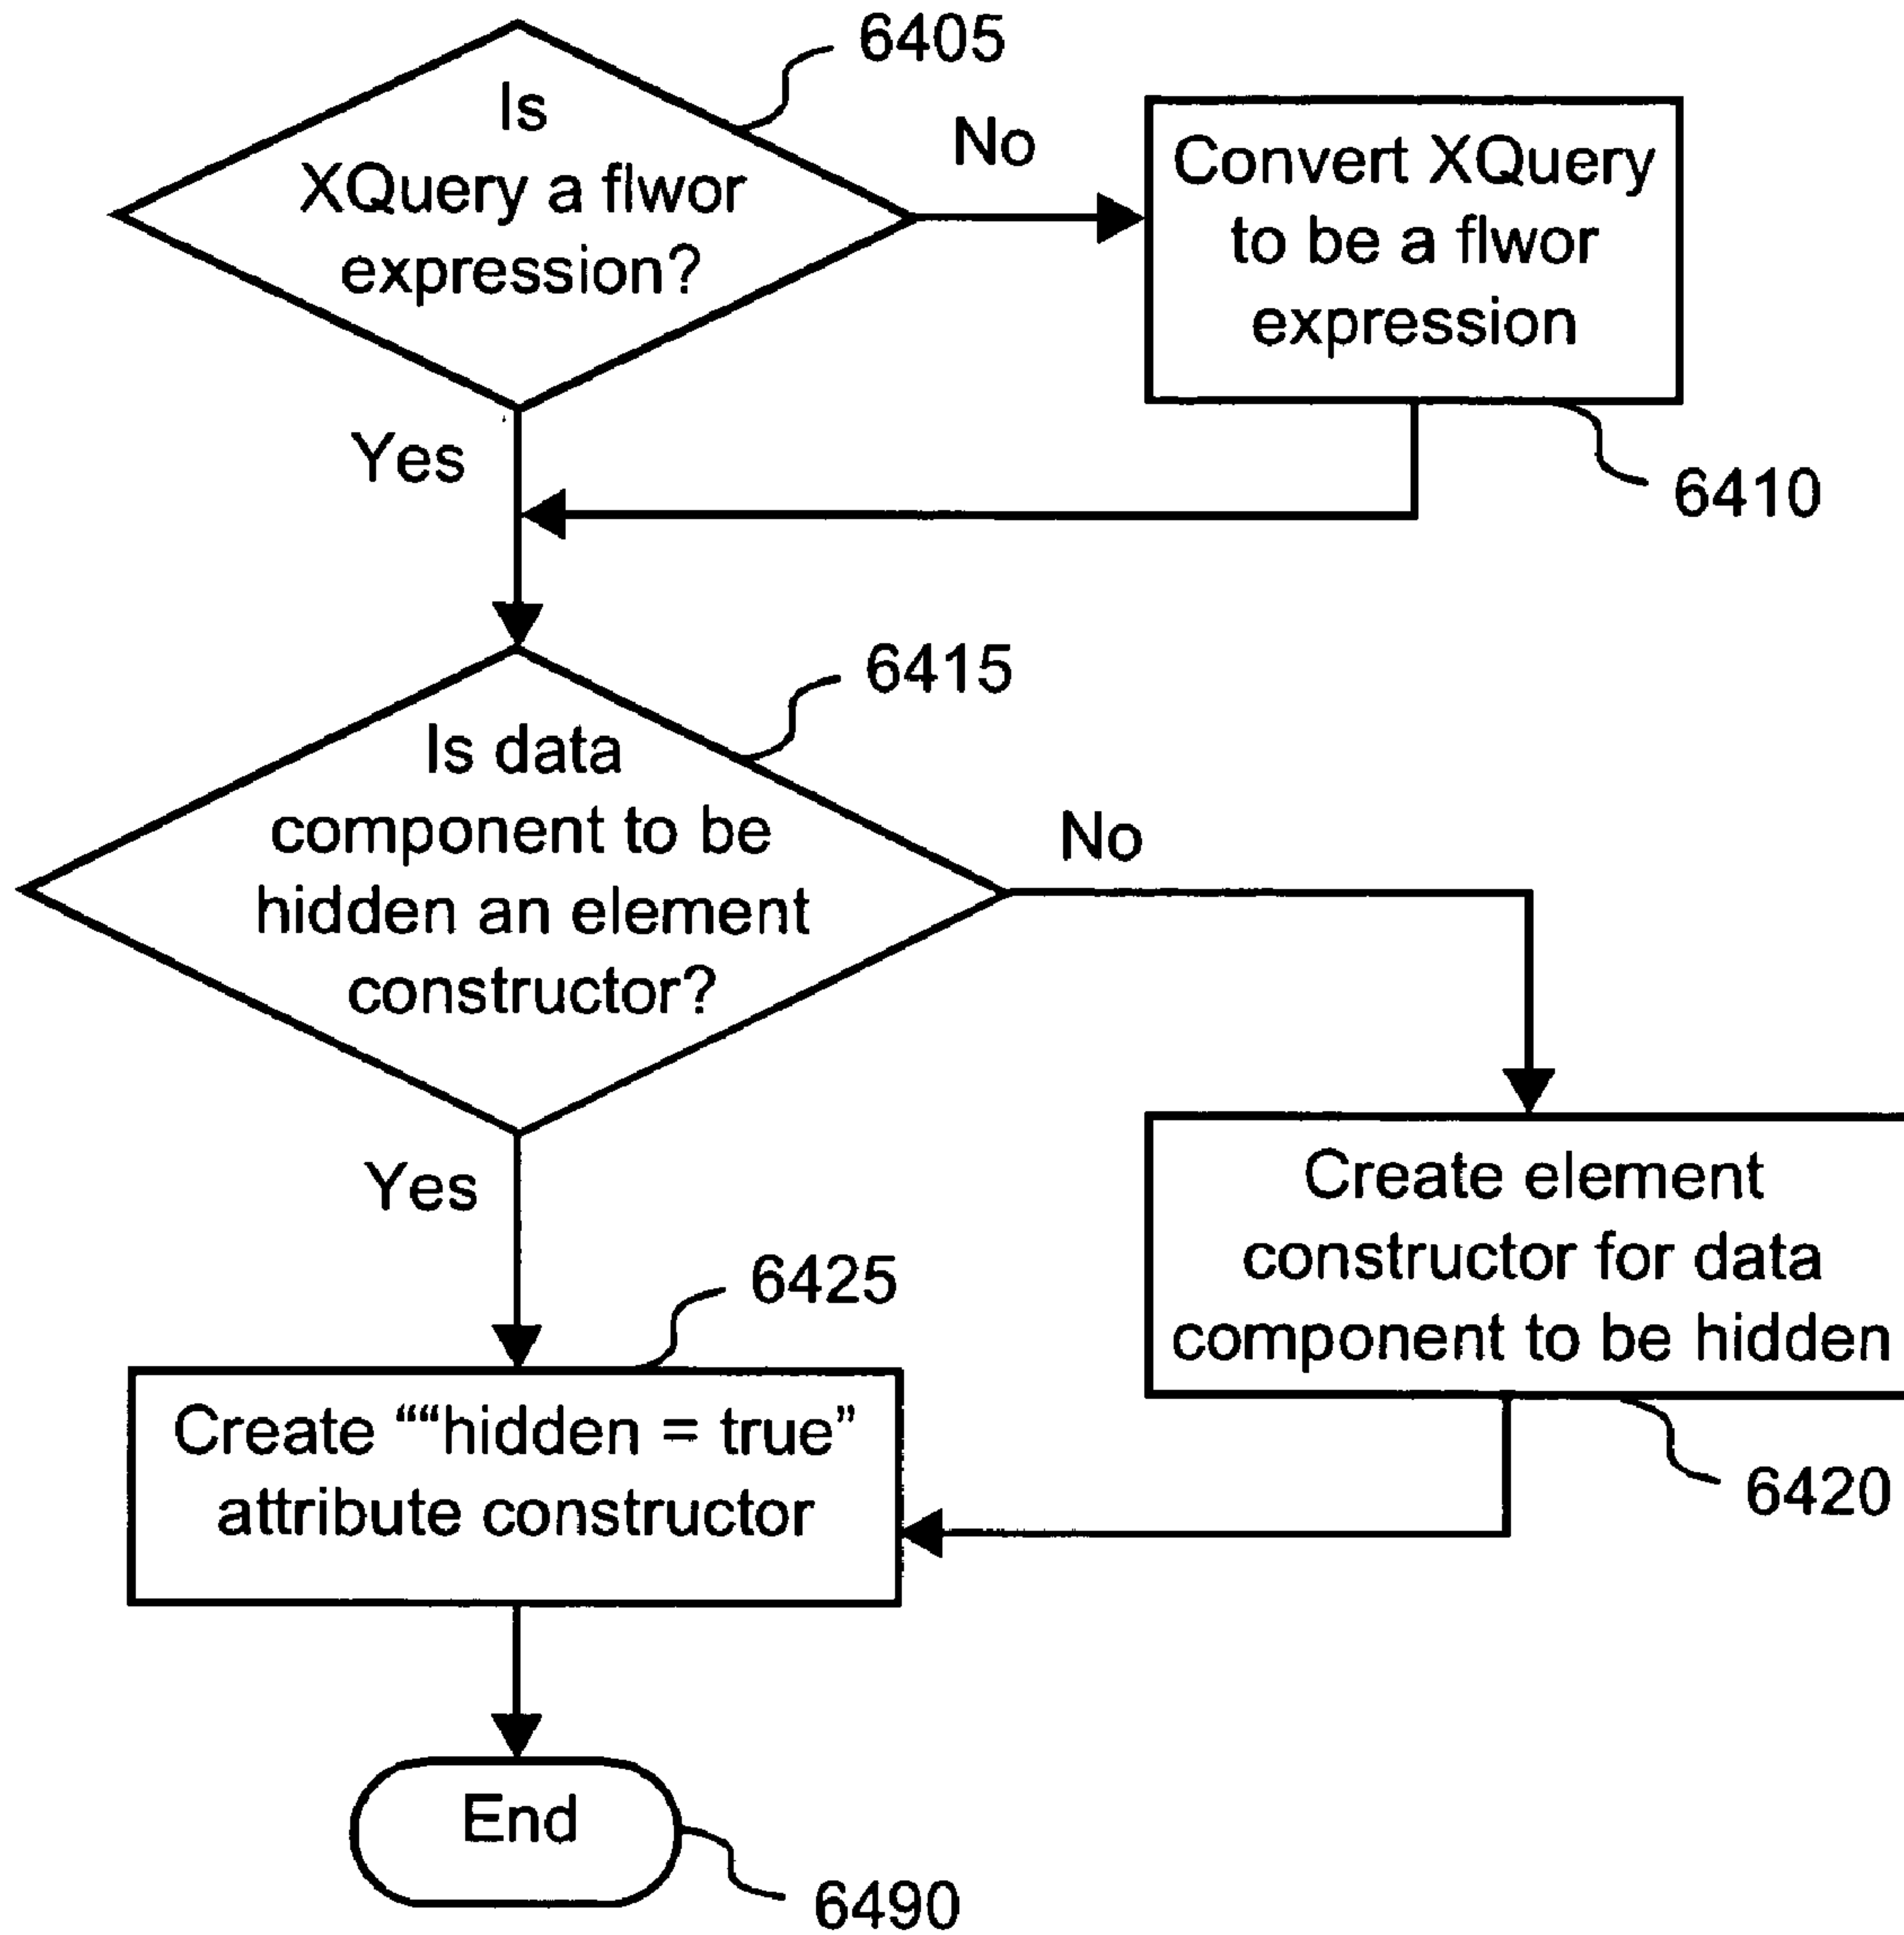 6405
Is
XQuery a flwor
expression?
No
Convert XQuery
to be a flwor
expression
Yes
6410
6415
Is data
component to be
hidden an element
constructor?
No
Yes
Create element
constructor for data
component to be hidden
6420
6425
Create ““hidden = true”
attribute constructor
End
6490